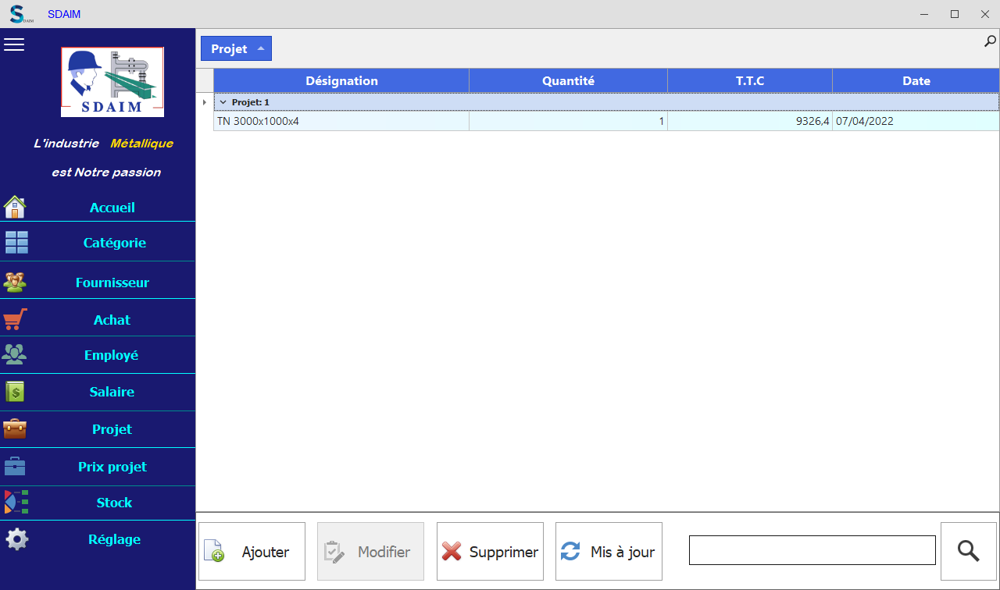 SDAIM
SDAIM
SDAIM
L'industrie Métallique
est Notre passion
Accueil
Catégorie
Fournisseur
Achat
Employé
Salaire
Projet
Prix projet
Stock
Réglage
Projet
Désignation Quantité T.T.C Date
Projet: 1
TN 3000x1000x4 1 9326,4 07/04/2022
Ajouter Modifier Supprimer Mis à jour